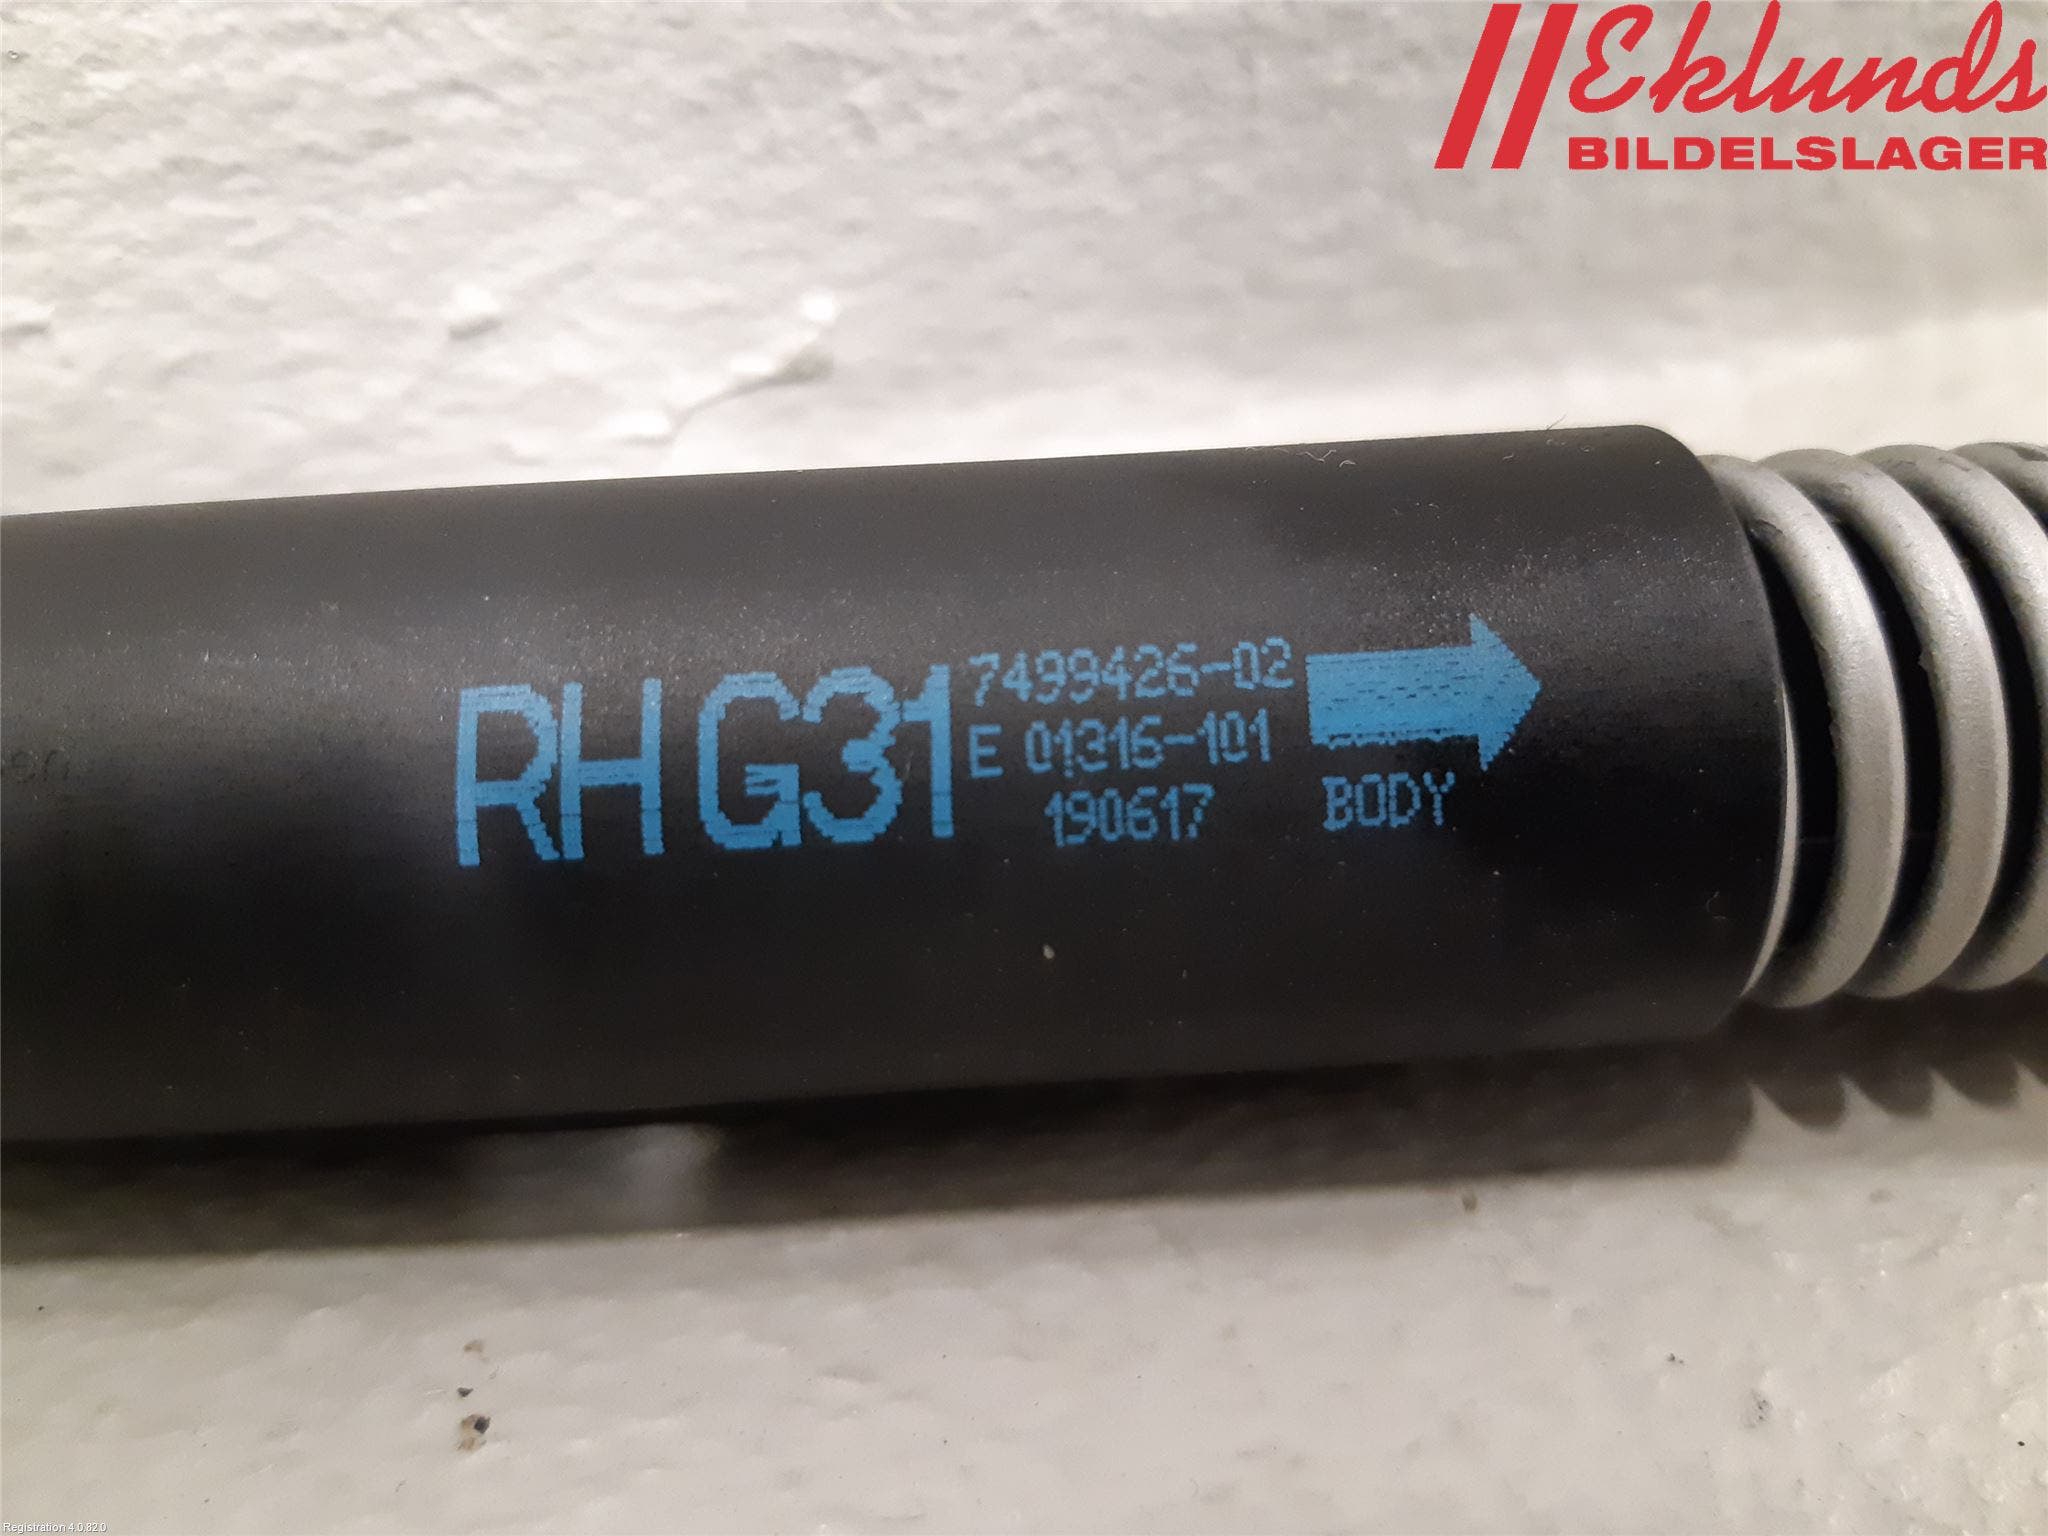 Eklunds
BILDELSLAGER
RH G31
7499426-02
E 01316-101
190617
BODY
Registration 4.0.82.0